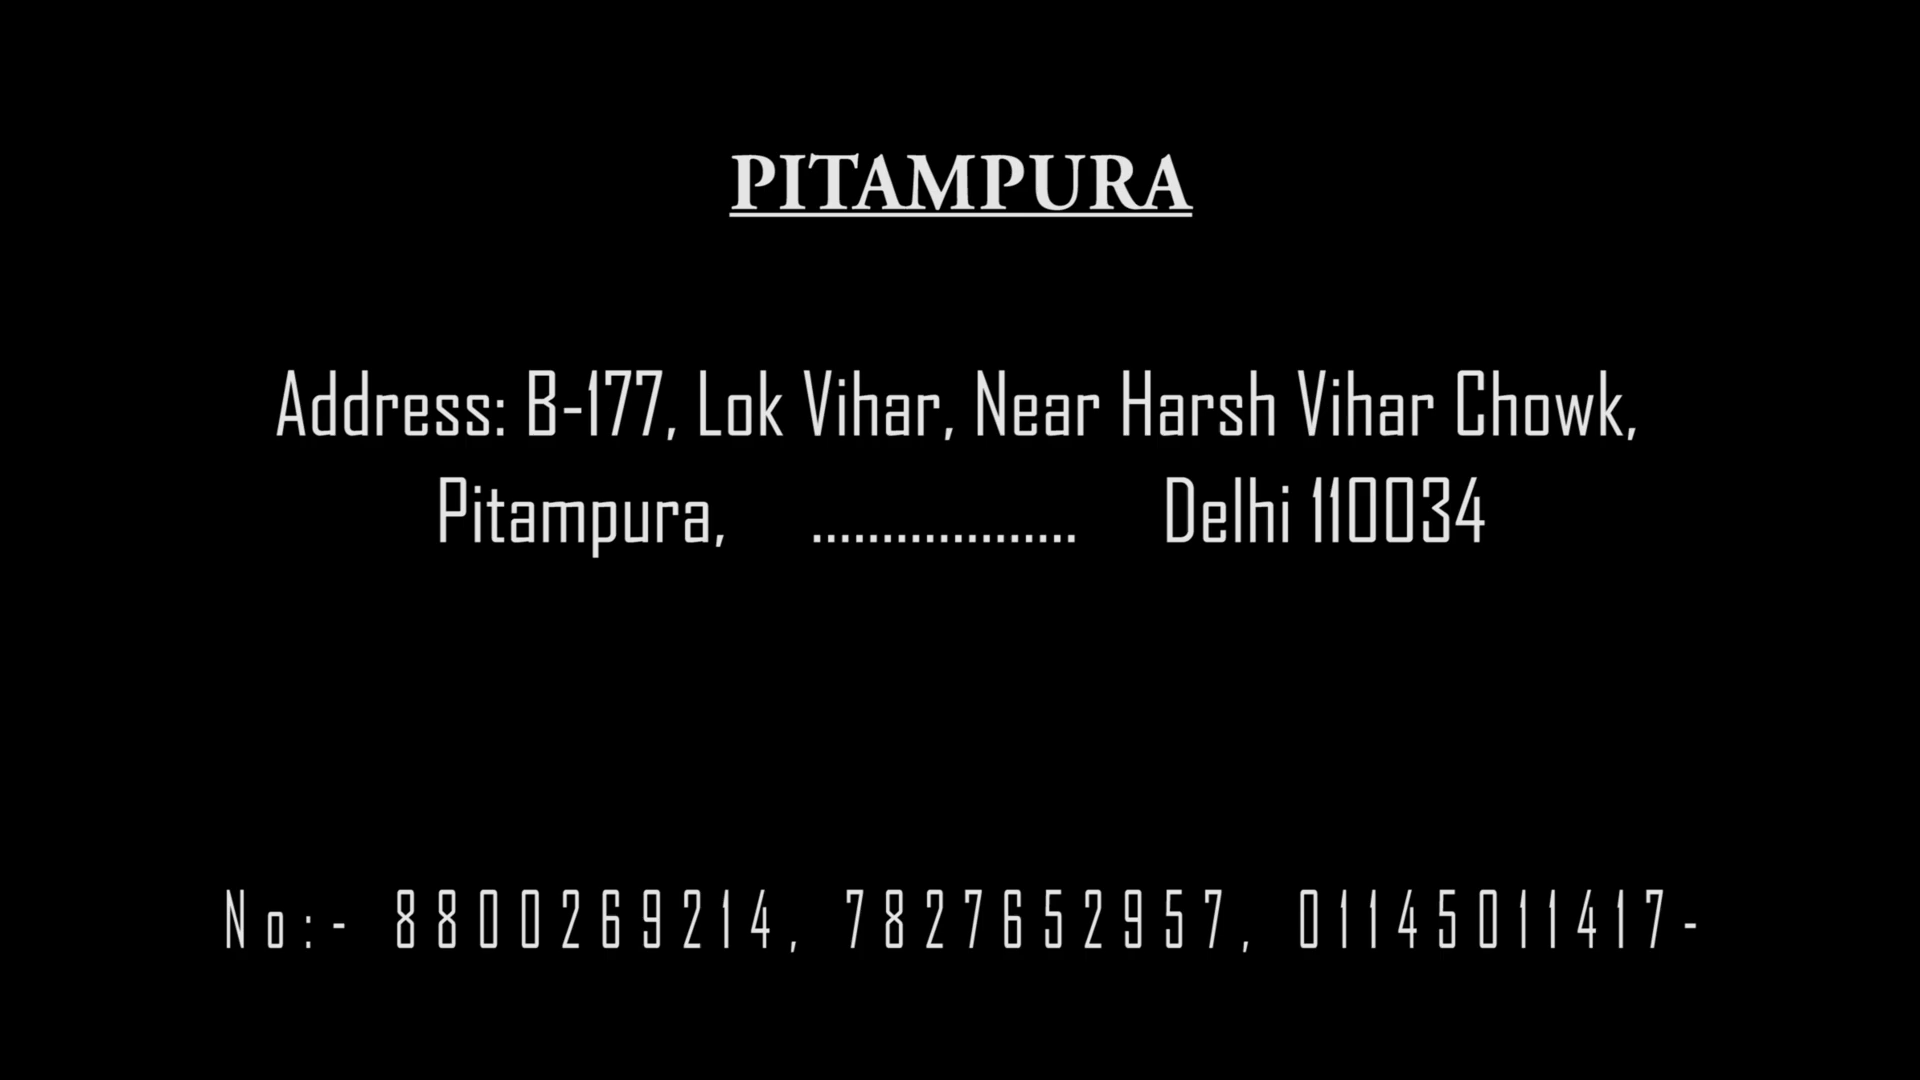 PITAMPURA
Address: B-177, Lok Vihar, Near Harsh Vihar Chowk,
Pitampura, ................... Delhi 110034
No:- 8800269214, 7827652957, 01145011417-